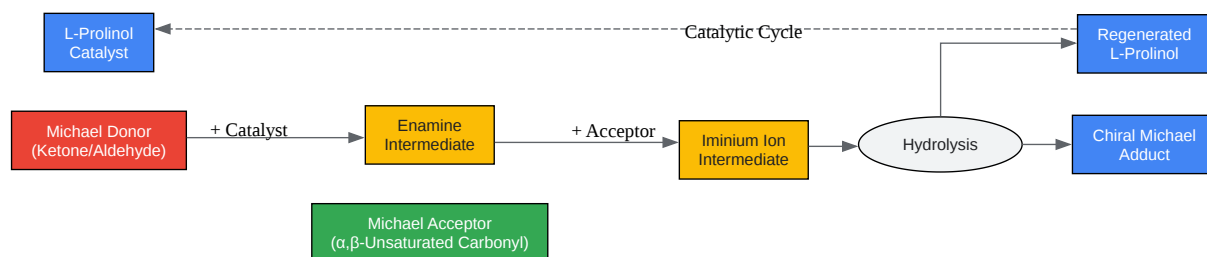 L-Prolinol
Catalyst
Catalytic Cycle
Regenerated
L-Prolinol
Michael Donor
(Ketone/Aldehyde)
+ Catalyst
Enamine
Intermediate
+ Acceptor
Iminium Ion
Intermediate
Hydrolysis
Chiral Michael
Adduct
Michael Acceptor
(α,β-Unsaturated Carbonyl)